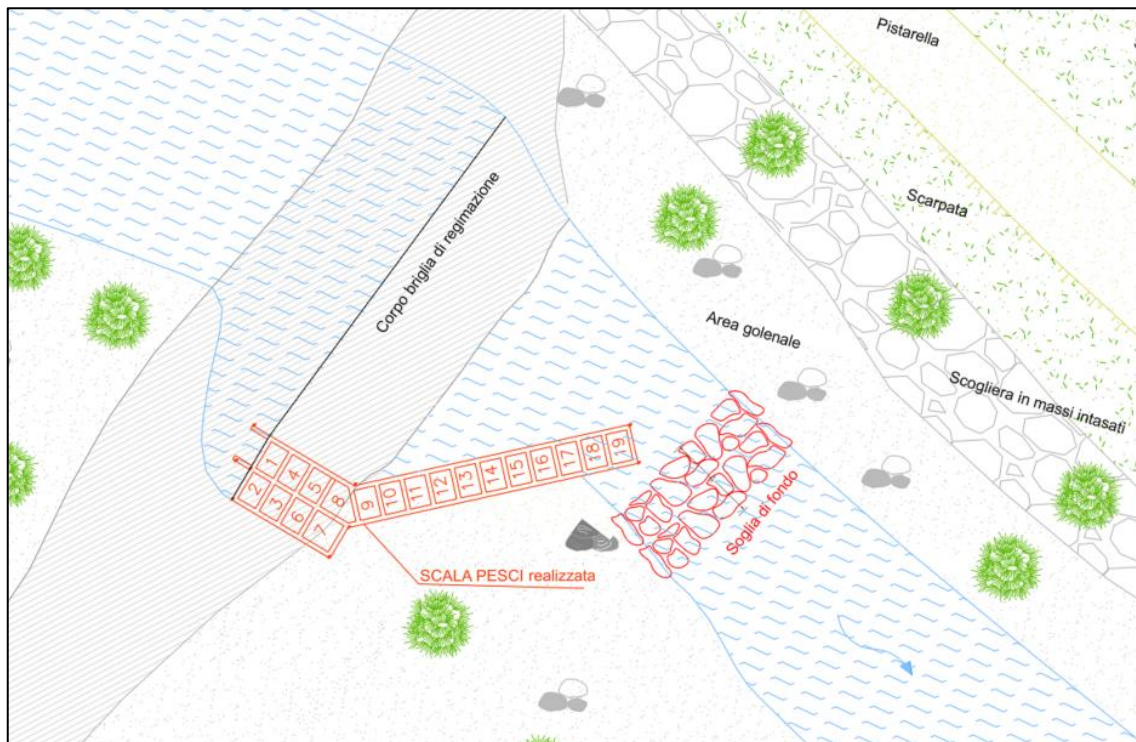 Pistarella
Scarpata
Corpo briglia di regimazione
Area golenale
Scogliera in massi intasati
1
4
5
8
2
3
6
7
9
10
11
12
13
14
15
16
17
18
19
Soglia di fondo
SCALA PESCI realizzata